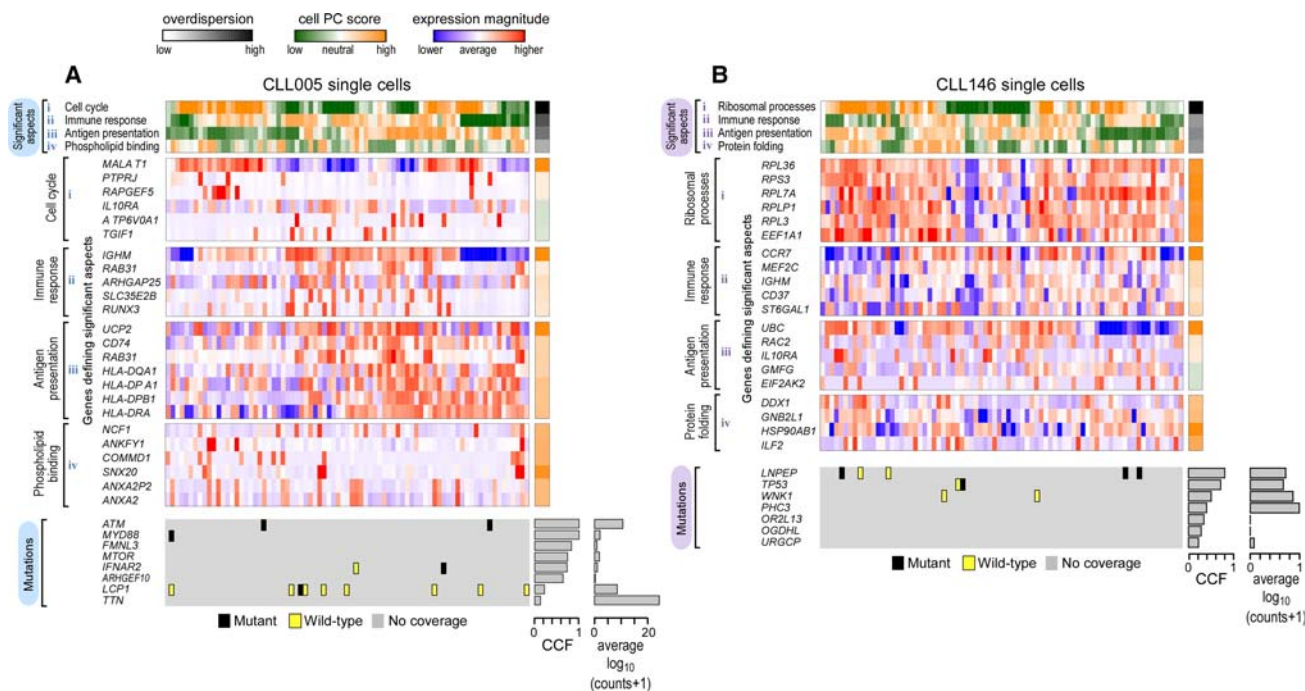 overdispersion
low high
cell PC score
low neutral high
expression magnitude
lower average higher
A
CLL005 single cells
Significant aspects
i Cell cycle
ii Immune response
iii Antigen presentation
iv Phospholipid binding
Genes defining significant aspects
Cell cycle
i
MALA T1
PTPRJ
RAPGEF5
IL10RA
A TP6V0A1
TGIF1
Immune response
ii
IGHM
RAB31
ARHGAP25
SLC35E2B
RUNX3
Antigen presentation
iii
UCP2
CD74
RAB31
HLA-DQA1
HLA-DP A1
HLA-DPB1
HLA-DRA
Phospholipid binding
iv
NCF1
ANKFY1
COMMD1
SNX20
ANXA2P2
ANXA2
Mutations
ATM
MYD88
FMNL3
MTOR
IFNAR2
ARHGEF10
LCP1
TTN
Mutant Wild-type No coverage
0 1
CCF
0 20
average
log10
(counts+1)
B
CLL146 single cells
Significant aspects
i Ribosomal processes
ii Immune response
iii Antigen presentation
iv Protein folding
Genes defining significant aspects
Ribosomal processes
i
RPL36
RPS3
RPL7A
RPLP1
RPL3
EEF1A1
Immune response
ii
CCR7
MEF2C
IGHM
CD37
ST6GAL1
Antigen presentation
iii
UBC
RAC2
IL10RA
GMFG
EIF2AK2
Protein folding
iv
DDX1
GNB2L1
HSP90AB1
ILF2
Mutations
LNPEP
TP53
WNK1
PHC3
OR2L13
OGDHL
URGCP
Mutant Wild-type No coverage
0 1
CCF
0 1
average
log10
(counts+1)